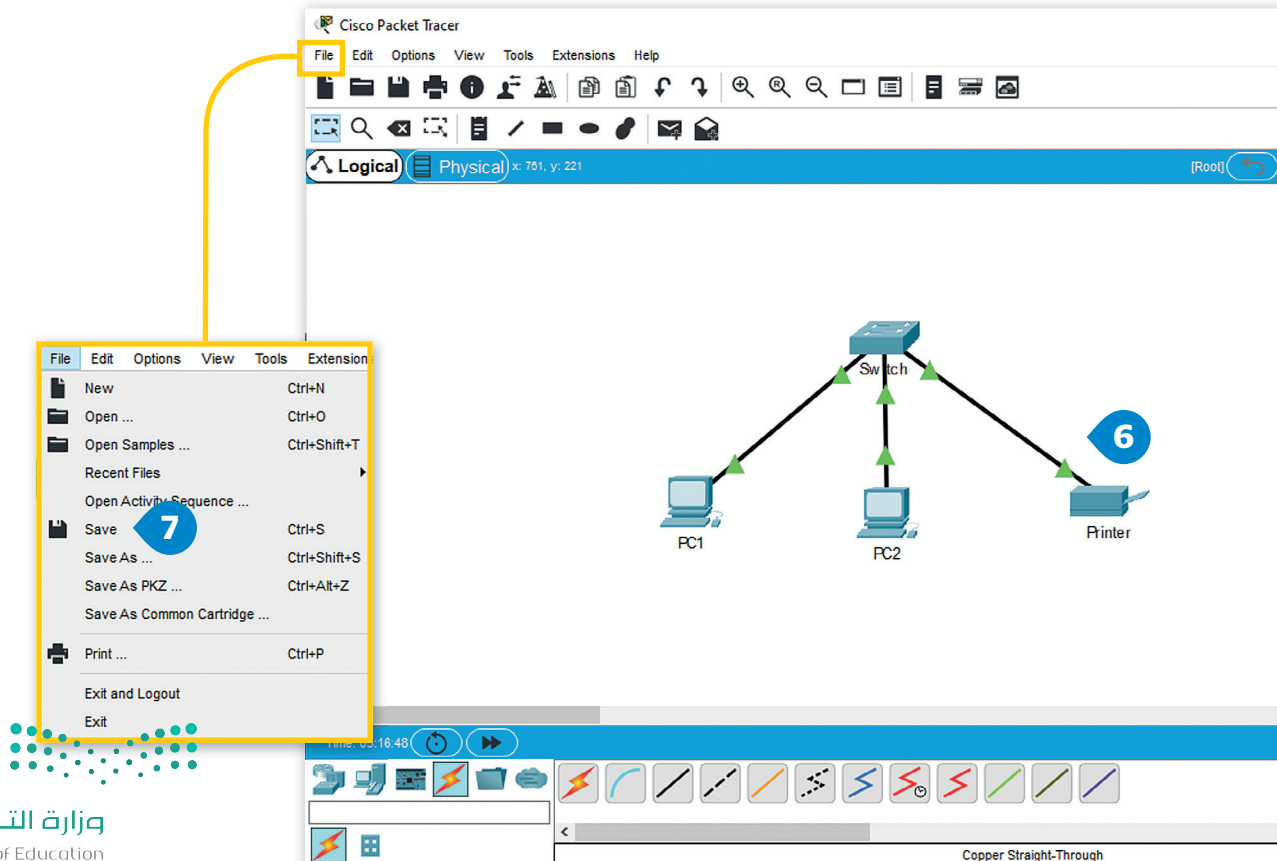 Cisco Packet Tracer
File Edit Options View Tools Extensions Help
Logical Physical x: 761, y: 221 [Root]
Switch
6
PC1
PC2
Printer
File Edit Options View Tools Extension
New Ctrl+N
Open ... Ctrl+O
Open Samples ... Ctrl+Shift+T
Recent Files
Open Activity Sequence ...
Save 7 Ctrl+S
Save As ... Ctrl+Shift+S
Save As PKZ ... Ctrl+Alt+Z
Save As Common Cartridge ...
Print ... Ctrl+P
Exit and Logout
Exit
16:48
Copper Straight-Through
وزارة
of Education